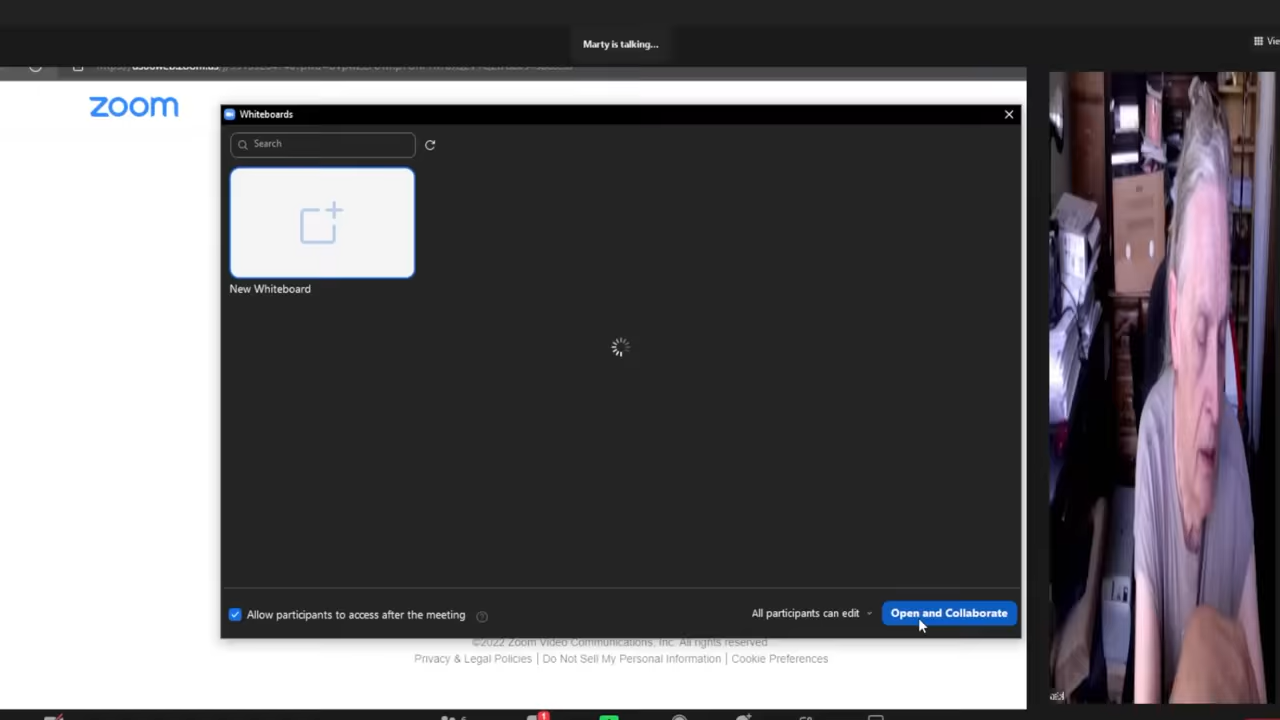 Marty is talking...
Vie
zoom
Whiteboards
Search
New Whiteboard
Allow participants to access after the meeting
All participants can edit
Open and Collaborate
©2022 Zoom Video Communications, Inc. All rights reserved
Privacy & Legal Policies | Do Not Sell My Personal Information | Cookie Preferences
1